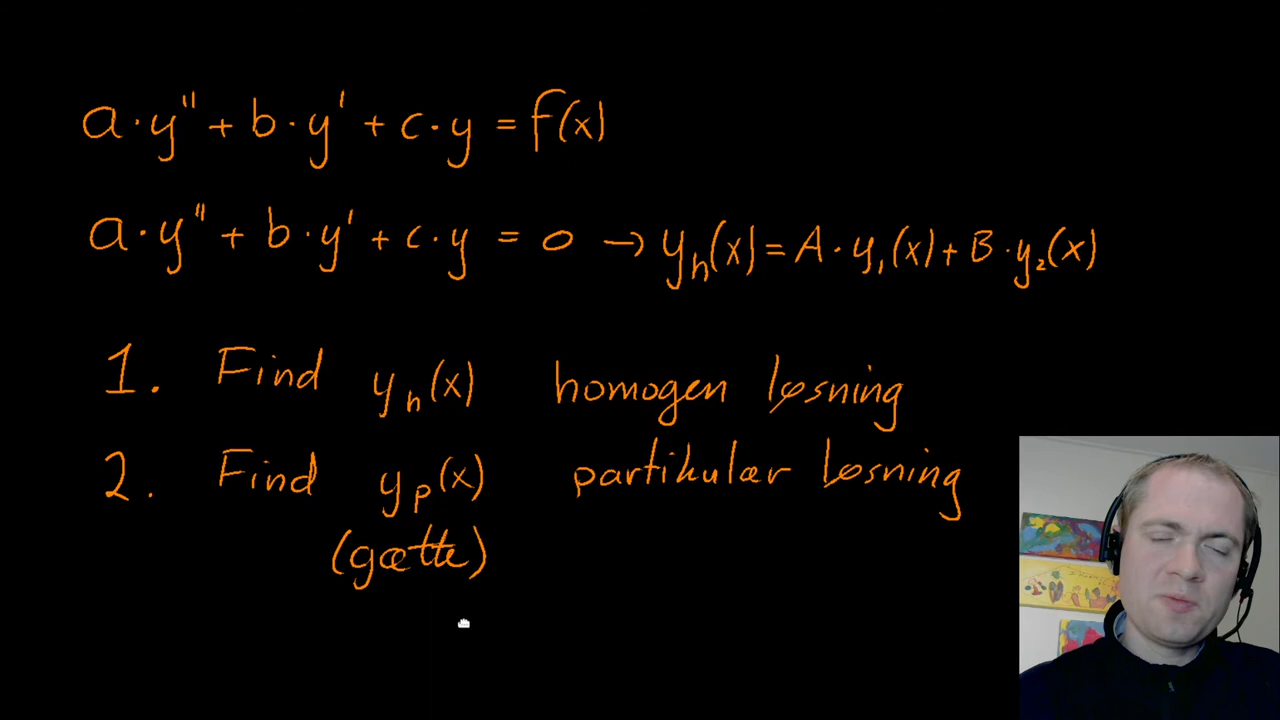 a·y'' + b·y' + c·y = f(x)
a·y'' + b·y' + c·y = 0 → y_h(x) = A·y_1(x) + B·y_2(x)
1. Find y_h(x) homogen løsning
2. Find y_p(x) partikulær løsning
(gætte)